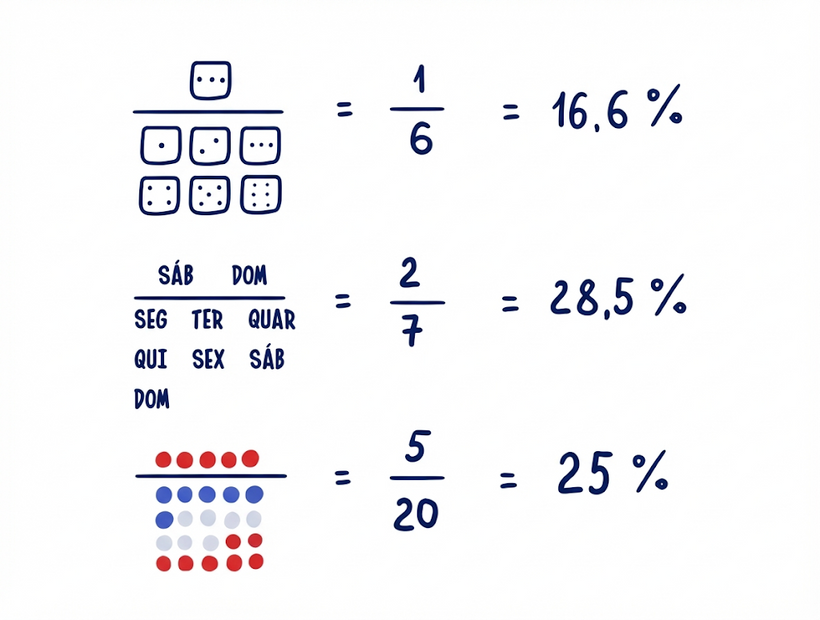 = 1/6 = 16,6 %
SÁB DOM
SEG TER QUAR
QUI SEX SÁB
DOM
= 2/7 = 28,5 %
= 5/20 = 25 %